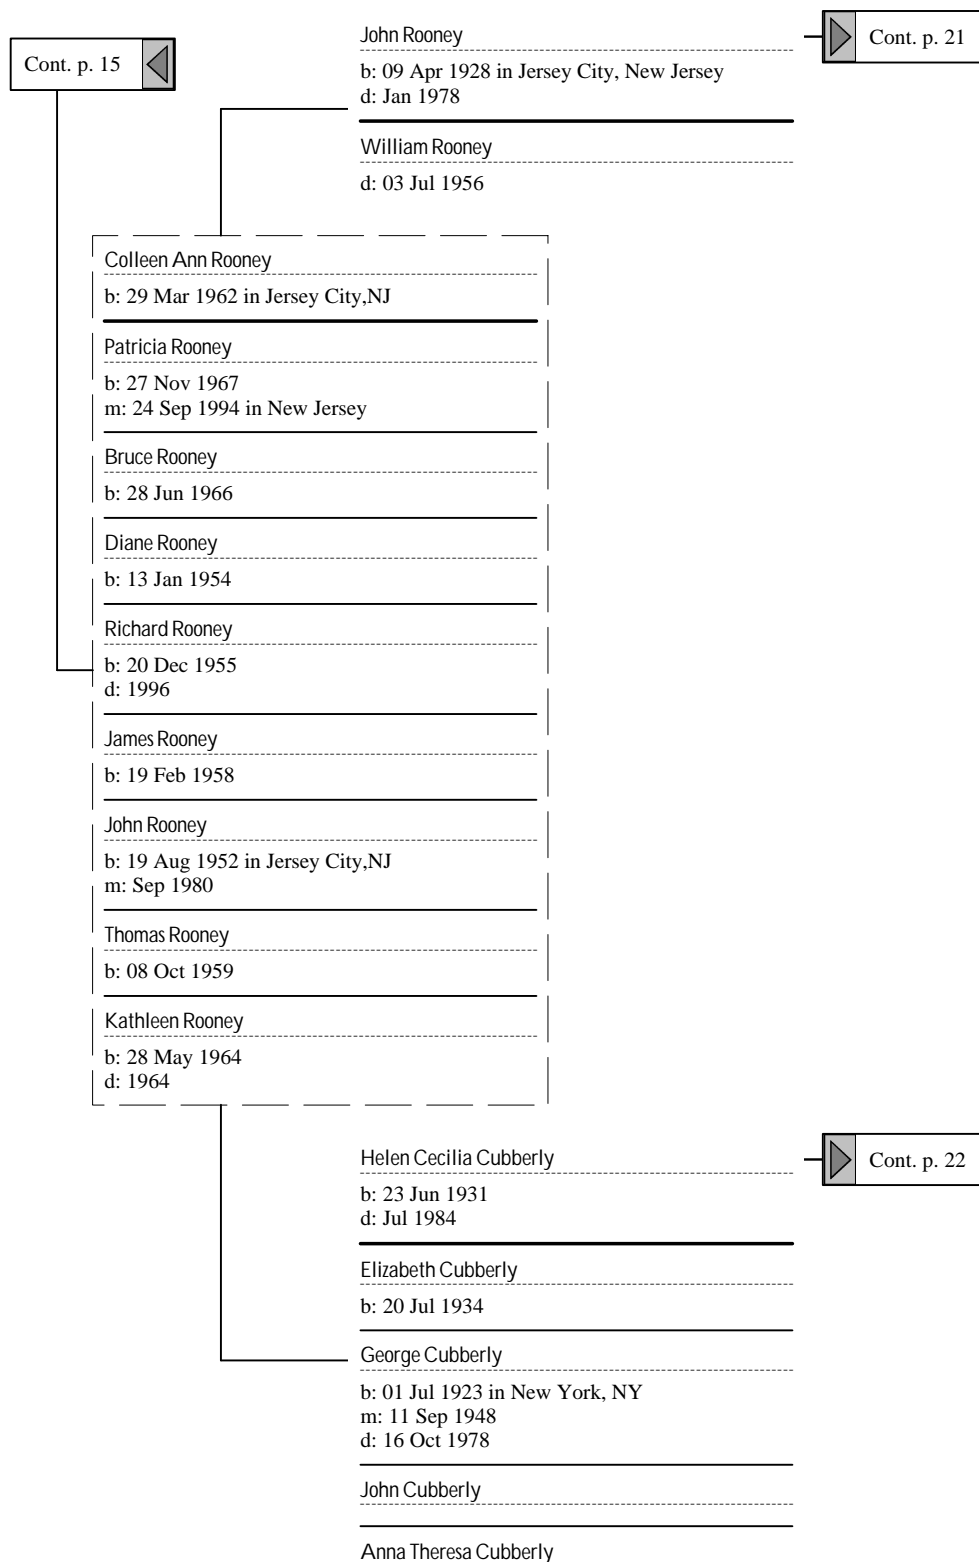 John Rooney
Cont. p. 21
Cont. p. 15
b: 09 Apr 1928 in Jersey City, New Jersey
d: Jan 1978
William Rooney
d: 03 Jul 1956
Colleen Ann Rooney
b: 29 Mar 1962 in Jersey City,NJ
Patricia Rooney
b: 27 Nov 1967
m: 24 Sep 1994 in New Jersey
Bruce Rooney
b: 28 Jun 1966
Diane Rooney
b: 13 Jan 1954
Richard Rooney
b: 20 Dec 1955
d: 1996
James Rooney
b: 19 Feb 1958
John Rooney
b: 19 Aug 1952 in Jersey City,NJ
m: Sep 1980
Thomas Rooney
b: 08 Oct 1959
Kathleen Rooney
b: 28 May 1964
d: 1964
Helen Cecilia Cubberly
Cont. p. 22
b: 23 Jun 1931
d: Jul 1984
Elizabeth Cubberly
b: 20 Jul 1934
George Cubberly
b: 01 Jul 1923 in New York, NY
m: 11 Sep 1948
d: 16 Oct 1978
John Cubberly
Anna Theresa Cubberly